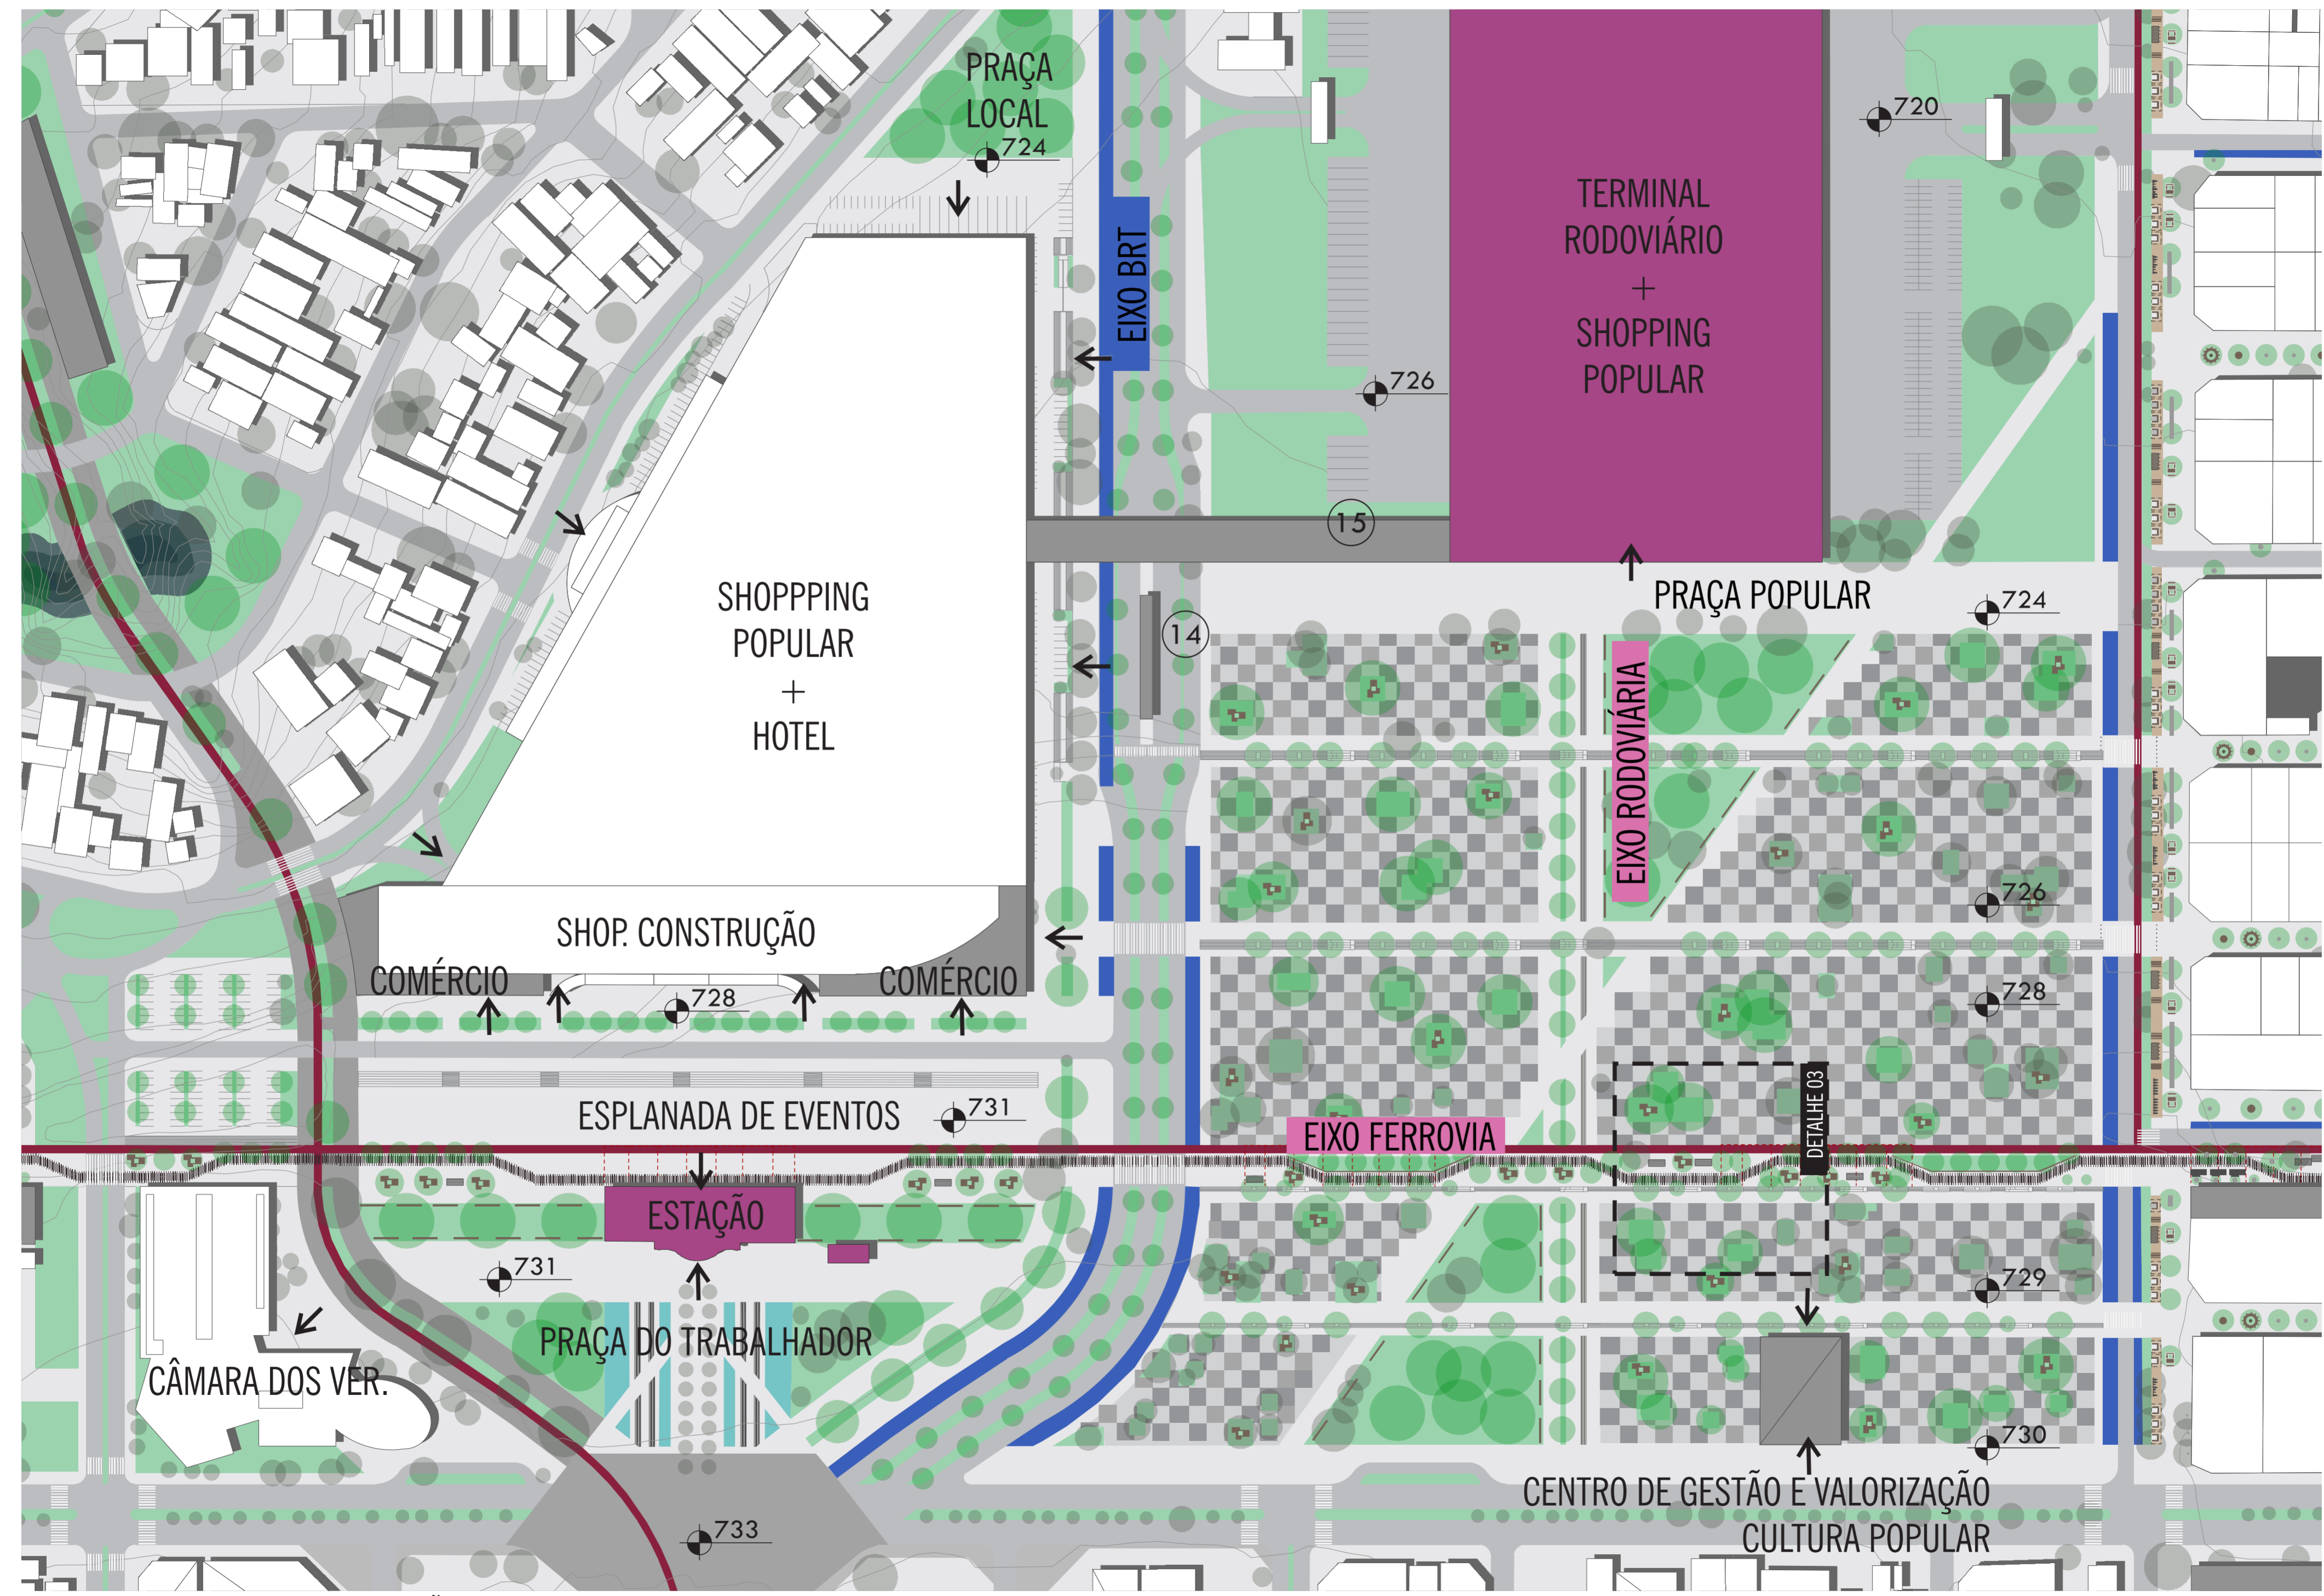 PRAÇA
LOCAL
724
720
TERMINAL
RODOVIÁRIO
+
SHOPPING
POPULAR
EIXO BRT
726
15
SHOPPPING
POPULAR
+
HOTEL
PRAÇA POPULAR
724
14
EIXO RODOVIÁRIA
726
SHOP. CONSTRUÇÃO
COMÉRCIO
COMÉRCIO
728
728
ESPLANADA DE EVENTOS
731
EIXO FERROVIA
DETALHE 03
ESTAÇÃO
731
729
PRAÇA DO TRABALHADOR
CÂMARA DOS VER.
730
CENTRO DE GESTÃO E VALORIZAÇÃO
CULTURA POPULAR
733